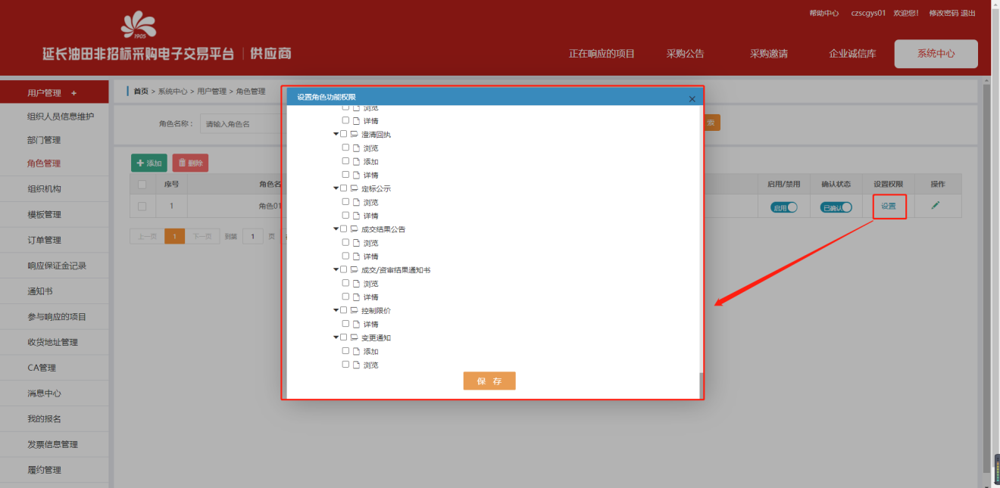 帮助中心 czscgys01 欢迎您! 修改密码 退出
1905
延长油田非招标采购电子交易平台 供应商
正在响应的项目 采购公告 采购邀请 企业诚信库 系统中心
用户管理 +
组织人员信息维护
部门管理
角色管理
组织机构
模板管理
订单管理
响应保证金记录
通知书
参与响应的项目
收货地址管理
CA管理
消息中心
我的报名
发票信息管理
履约管理
首页 > 系统中心 > 用户管理 > 角色管理
角色名称: 请输入角色名
索
添加 删除
序号 角色名 启用/禁用 确认状态 设置权限 操作
1 角色01 启用 已确认 设置
上一页 1 下一页 到第 1 页
设置角色功能权限
浏览
详情
澄清回执
浏览
添加
详情
定标公示
浏览
详情
成交结果公告
浏览
详情
成交/资审结果通知书
浏览
详情
控制限价
详情
变更通知
添加
浏览
保 存